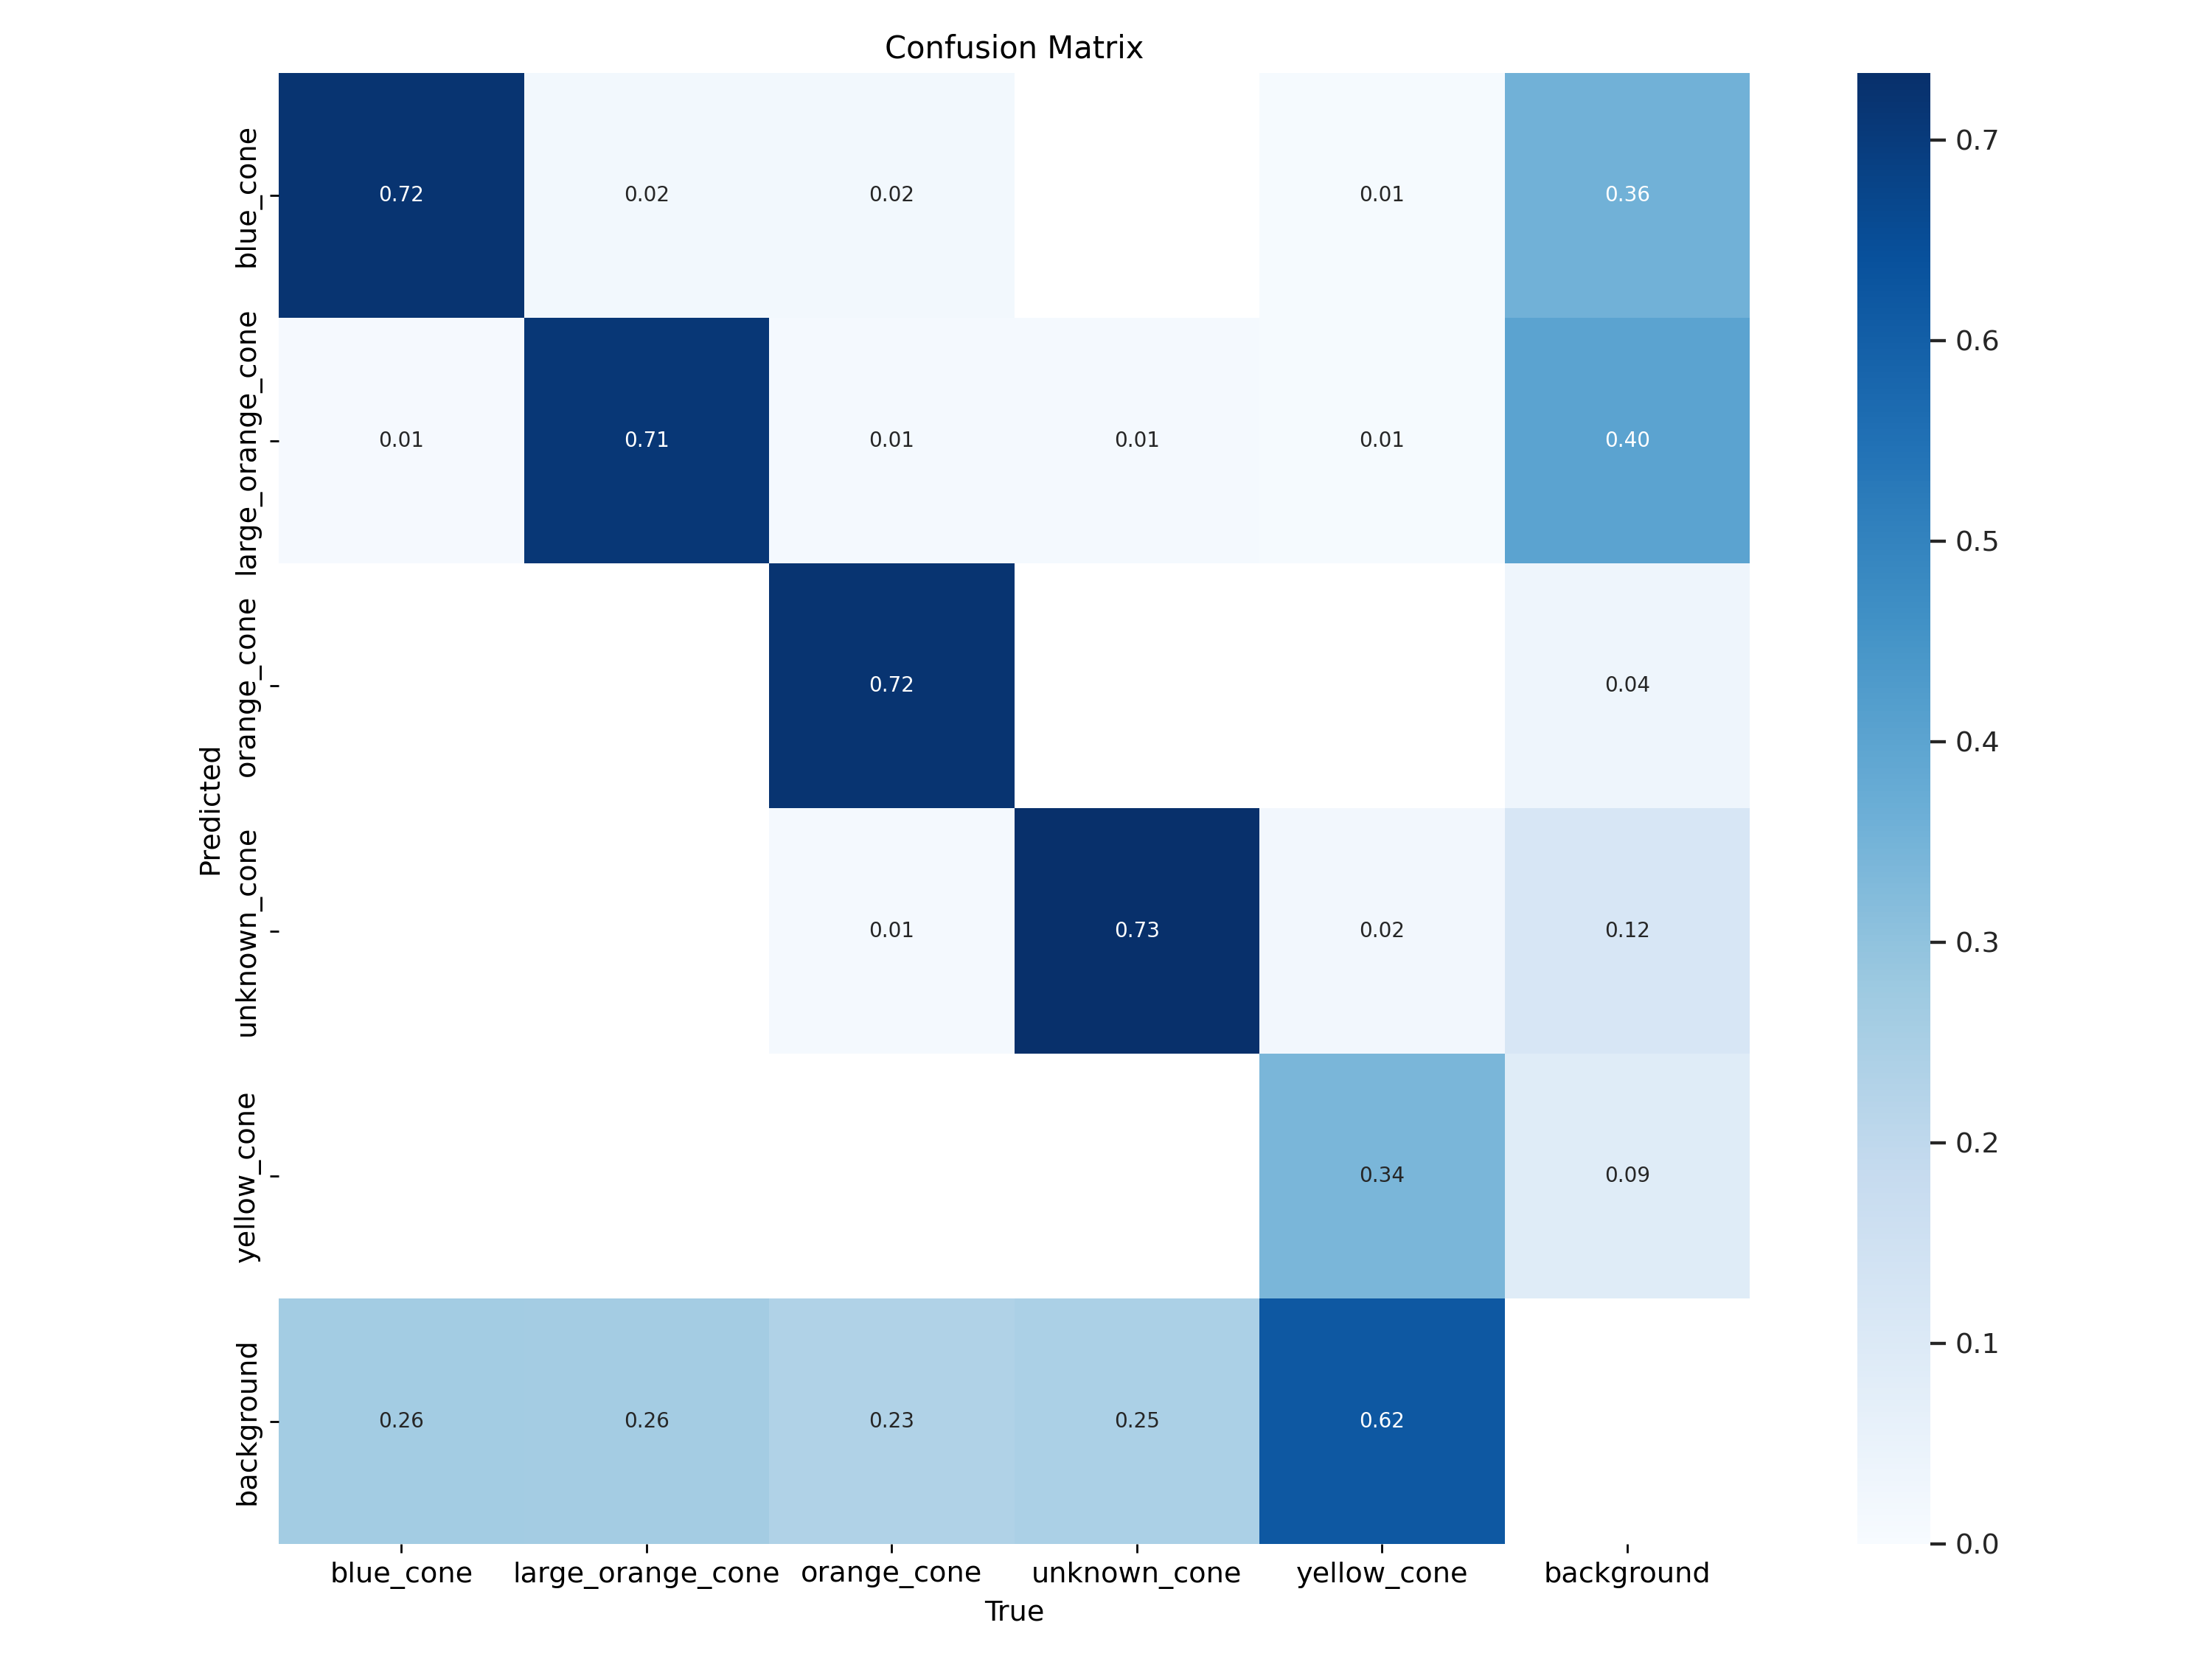 Confusion Matrix
blue_cone
0.72
0.02
0.02
0.01
0.36
large_orange_cone
0.01
0.71
0.01
0.01
0.01
0.40
orange_cone
0.72
0.04
unknown_cone
0.01
0.73
0.02
0.12
yellow_cone
0.34
0.09
background
0.26
0.26
0.23
0.25
0.62
Predicted
blue_cone
large_orange_cone
orange_cone
unknown_cone
yellow_cone
background
True
0.7
0.6
0.5
0.4
0.3
0.2
0.1
0.0